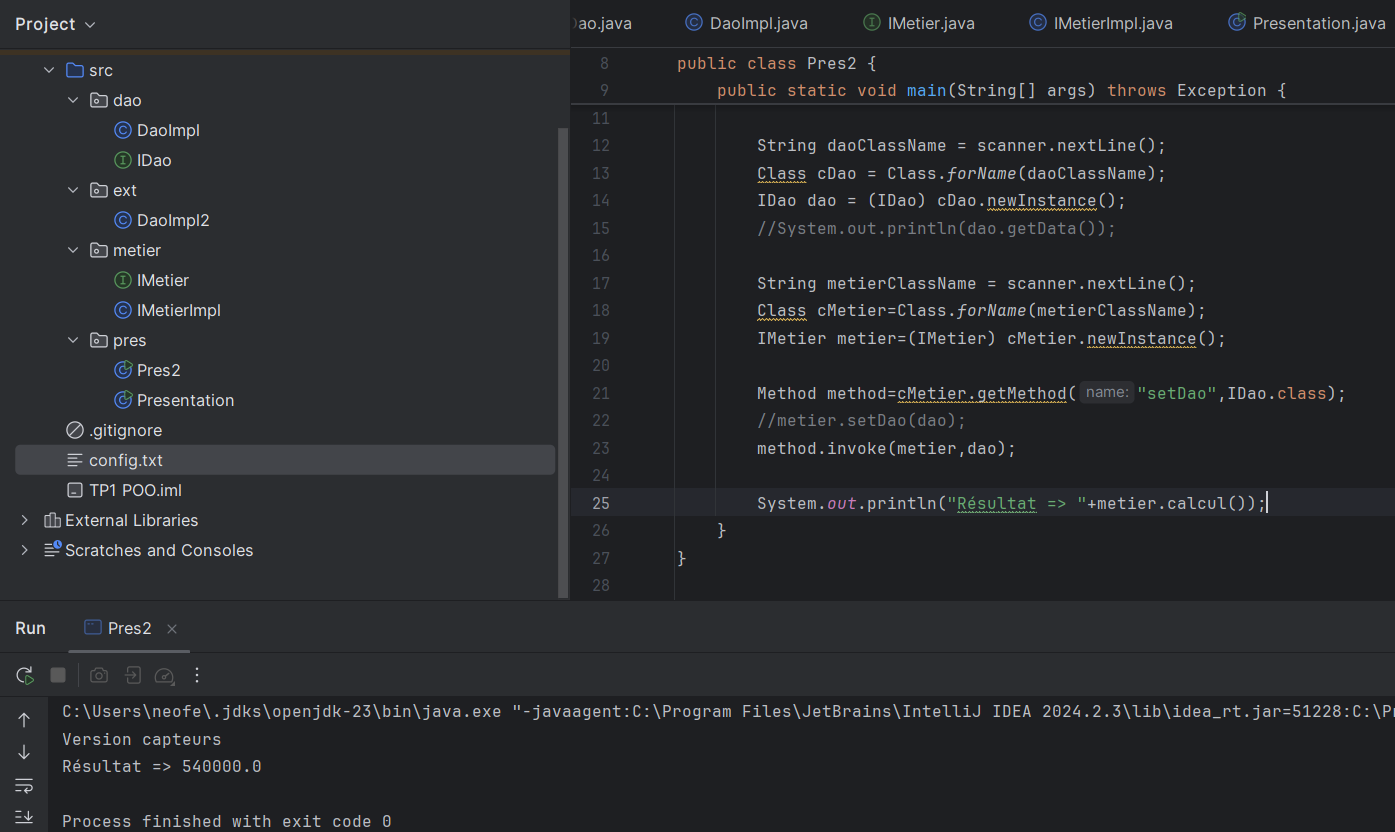 Project
ao.java DaoImpl.java IMetier.java IMetierImpl.java Presentation.java
src
dao
DaoImpl
IDao
ext
DaoImpl2
metier
IMetier
IMetierImpl
pres
Pres2
Presentation
.gitignore
config.txt
TP1 POO.iml
External Libraries
Scratches and Consoles
8 public class Pres2 {
9 public static void main(String[] args) throws Exception {
11
12 String daoClassName = scanner.nextLine();
13 Class cDao = Class.forName(daoClassName);
14 IDao dao = (IDao) cDao.newInstance();
15 //System.out.println(dao.getData());
16
17 String metierClassName = scanner.nextLine();
18 Class cMetier=Class.forName(metierClassName);
19 IMetier metier=(IMetier) cMetier.newInstance();
20
21 Method method=cMetier.getMethod( name: "setDao",IDao.class);
22 //metier.setDao(dao);
23 method.invoke(metier,dao);
24
25 System.out.println("Résultat => "+metier.calcul());
26 }
27 }
28
Run Pres2
C:\Users\neofe\.jdks\openjdk-23\bin\java.exe "-javaagent:C:\Program Files\JetBrains\IntelliJ IDEA 2024.2.3\lib\idea_rt.jar=51228:C:\Pr
Version capteurs
Résultat => 540000.0
Process finished with exit code 0